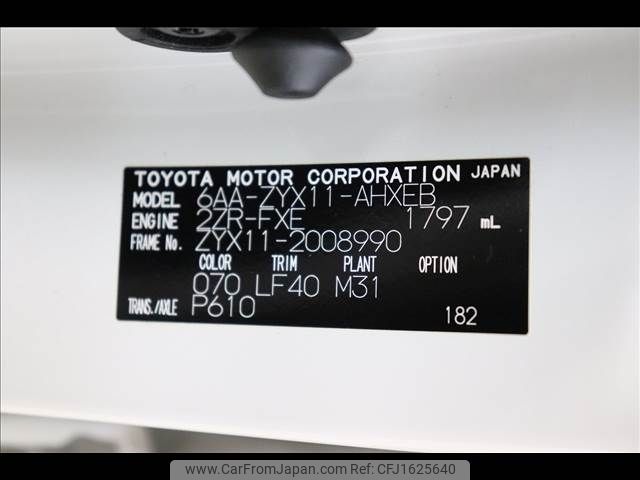 TOYOTA MOTOR CORPORATION JAPAN
MODEL 6AA-ZYX11-AHXEB
ENGINE 2ZR-FXE 1797 mL
FRAME No. ZYX11-2008990
COLOR TRIM PLANT OPTION
070 LF40 M31
TRANS./AXLE P610
182
www.CarFromJapan.com CFJ1625640